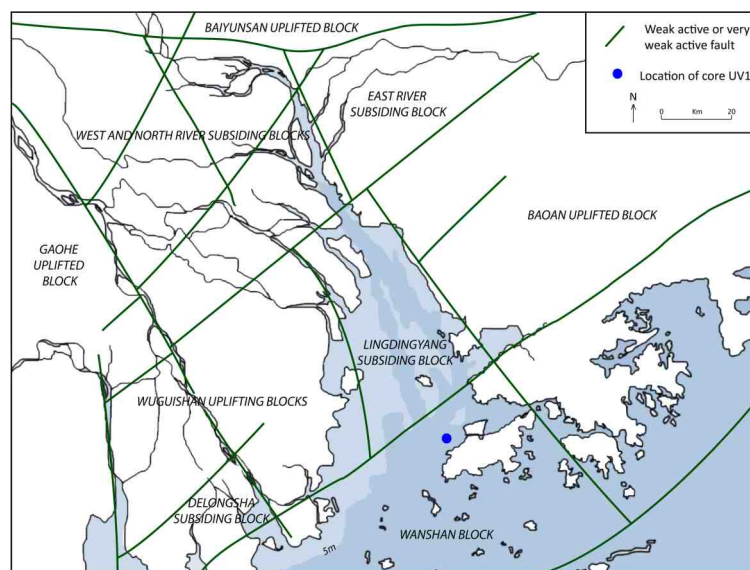 BAIYUNSAN UPLIFTED BLOCK
Weak active or very
weak active fault
Location of core UV1
N
0 Km 20
EAST RIVER
SUBSIDING BLOCK
WEST AND NORTH RIVER SUBSIDING BLOCKS
BAOAN UPLIFTED BLOCK
GAOHE
UPLIFTED
BLOCK
LINGDINGYANG
SUBSIDING BLOCK
WUGUISHAN UPLIFTING BLOCKS
DELONGSHA
SUBSIDING BLOCK
WANSHAN BLOCK
5m